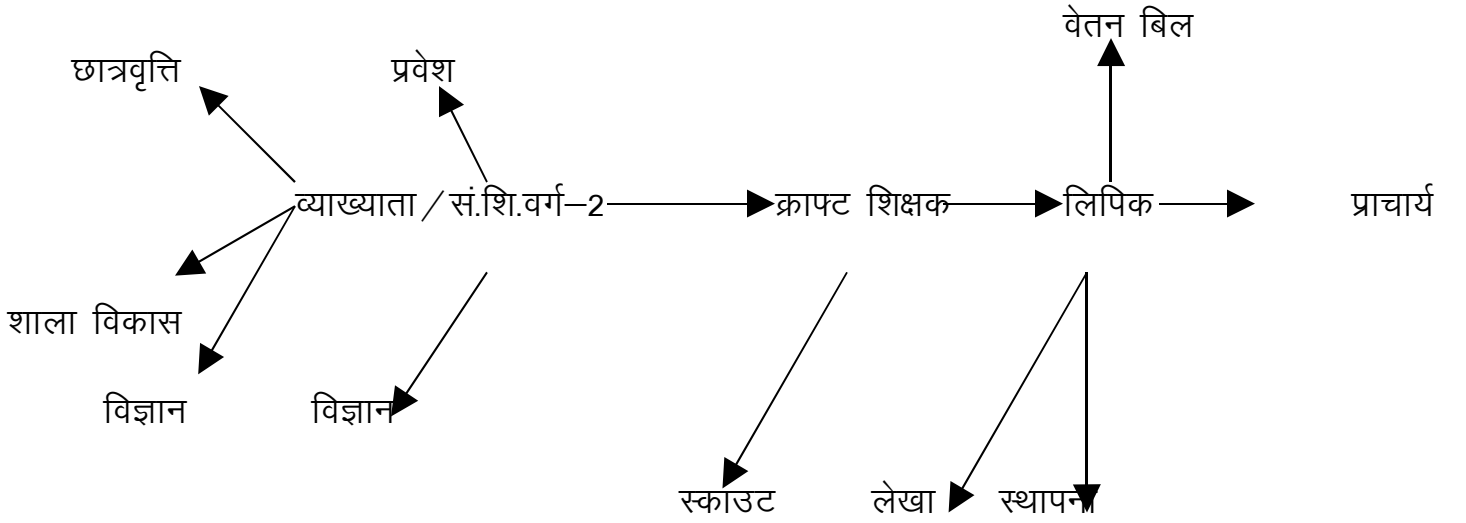 वेतन बिल
छात्रवृत्ति
प्रवेश
व्याख्याता / सं.शि.वर्ग–2
क्राफ्ट शिक्षक
लिपिक
प्राचार्य
शाला विकास
विज्ञान
विज्ञान
स्काउट
लेखा
स्थापना